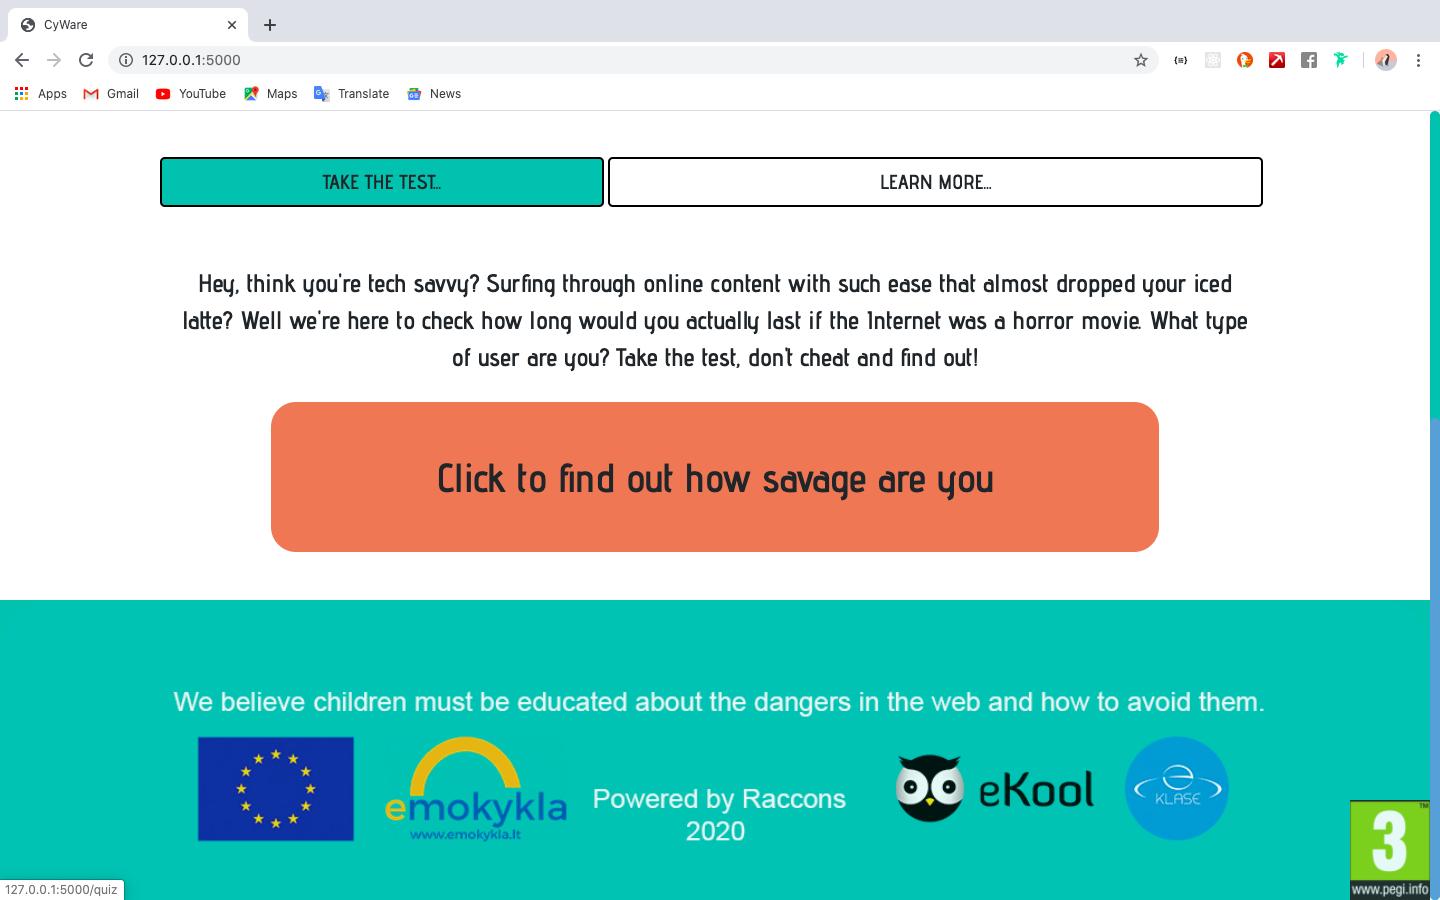 CyWare
127.0.0.1:5000
Apps
Gmail
YouTube
Maps
Translate
News
TAKE THE TEST...
LEARN MORE...
Hey, think you're tech savvy? Surfing through online content with such ease that almost dropped your iced
latte? Well we're here to check how long would you actually last if the Internet was a horror movie. What type
of user are you? Take the test, don't cheat and find out!
Click to find out how savage are you
We believe children must be educated about the dangers in the web and how to avoid them.
emokykla
www.emokykla.lt
Powered by Raccons
2020
eKool
e
KLASE
3
™
www.pegi.info
127.0.0.1:5000/quiz